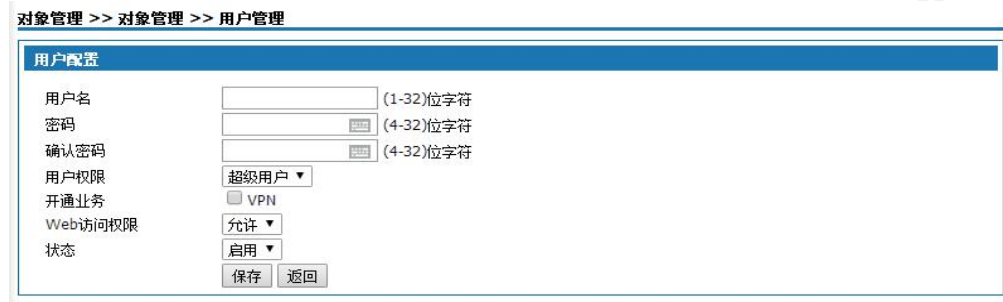 对象管理 >> 对象管理 >> 用户管理
用户配置
用户名 (1-32)位字符
密码 (4-32)位字符
确认密码 (4-32)位字符
用户权限 超级用户 ▼
开通业务 VPN
Web访问权限 允许 ▼
状态 启用 ▼
保存 返回